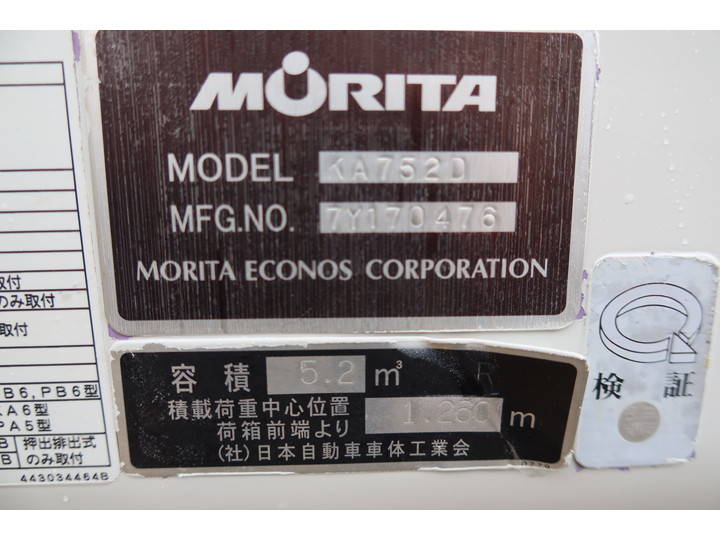 MORITA
MODEL KA752D
MFG.NO. 7Y170476
MORITA ECONOS CORPORATION
容積 5.2 m³
積載荷重中心位置
荷箱前端より 1.260 m
(社)日本自動車車体工業会
検 証
取付
のみ取付
取付
B6,PB6型
KA6型
PA5型
B 押出排出式
B のみ取付
443034464B